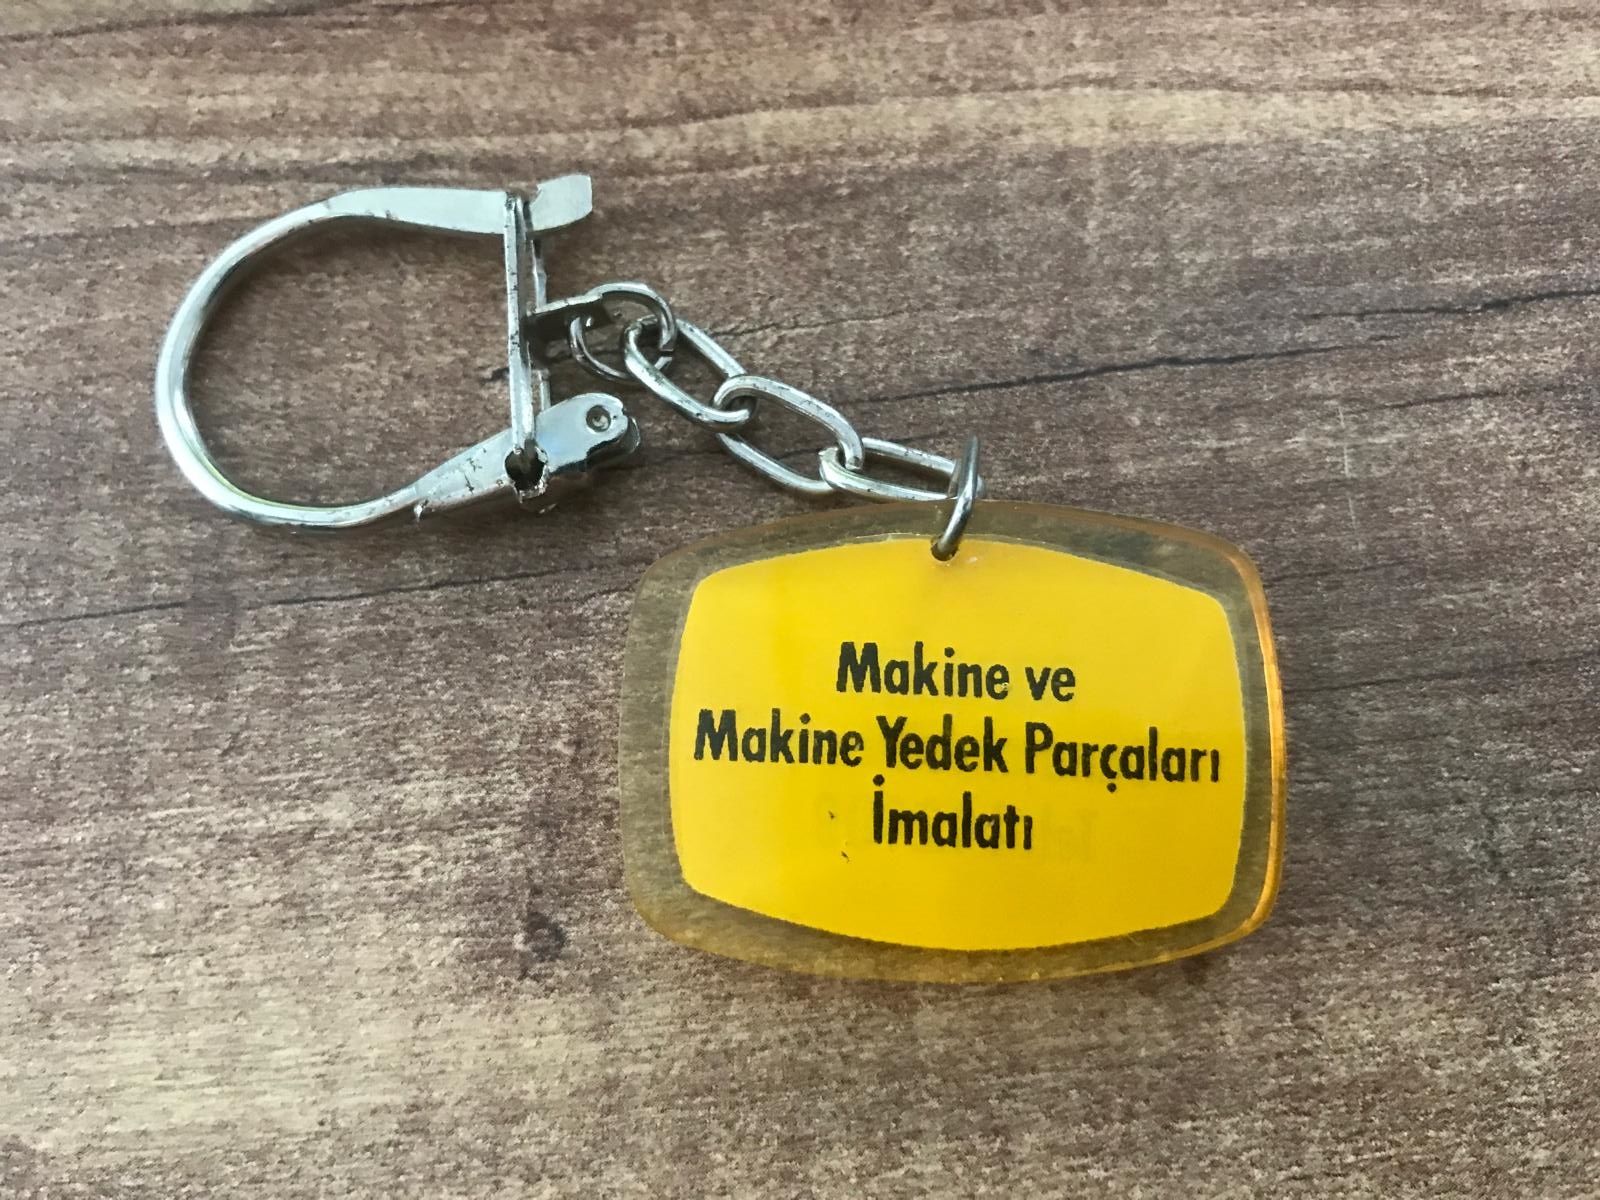 Makine ve
Makine Yedek Parçaları
İmalatı